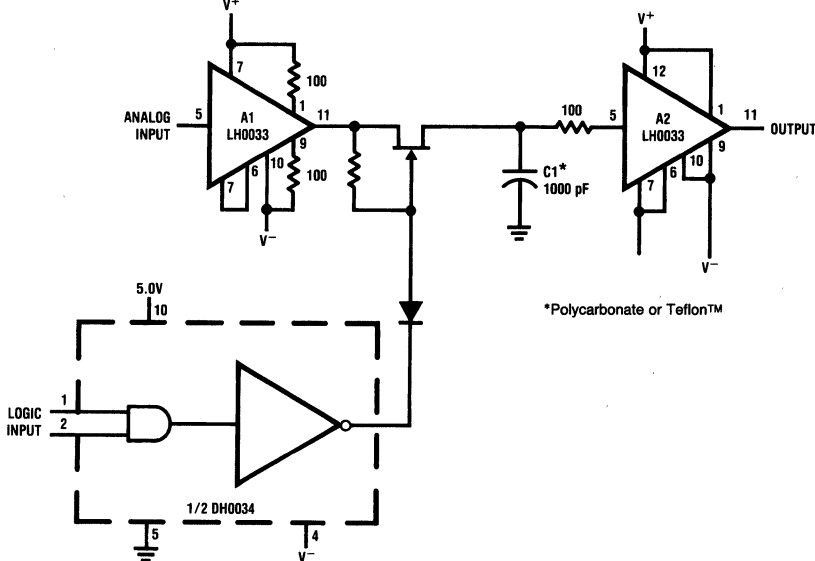 V+
7
100
1
ANALOG INPUT
5
A1
LH0033
11
9
10
6
7
100
V−
100
C1*
1000 pF
V+
12
1
5
A2
LH0033
11
OUTPUT
9
10
6
7
V−
*Polycarbonate or Teflon™
5.0V
10
LOGIC INPUT
1
2
1/2 DH0034
5
4
V−